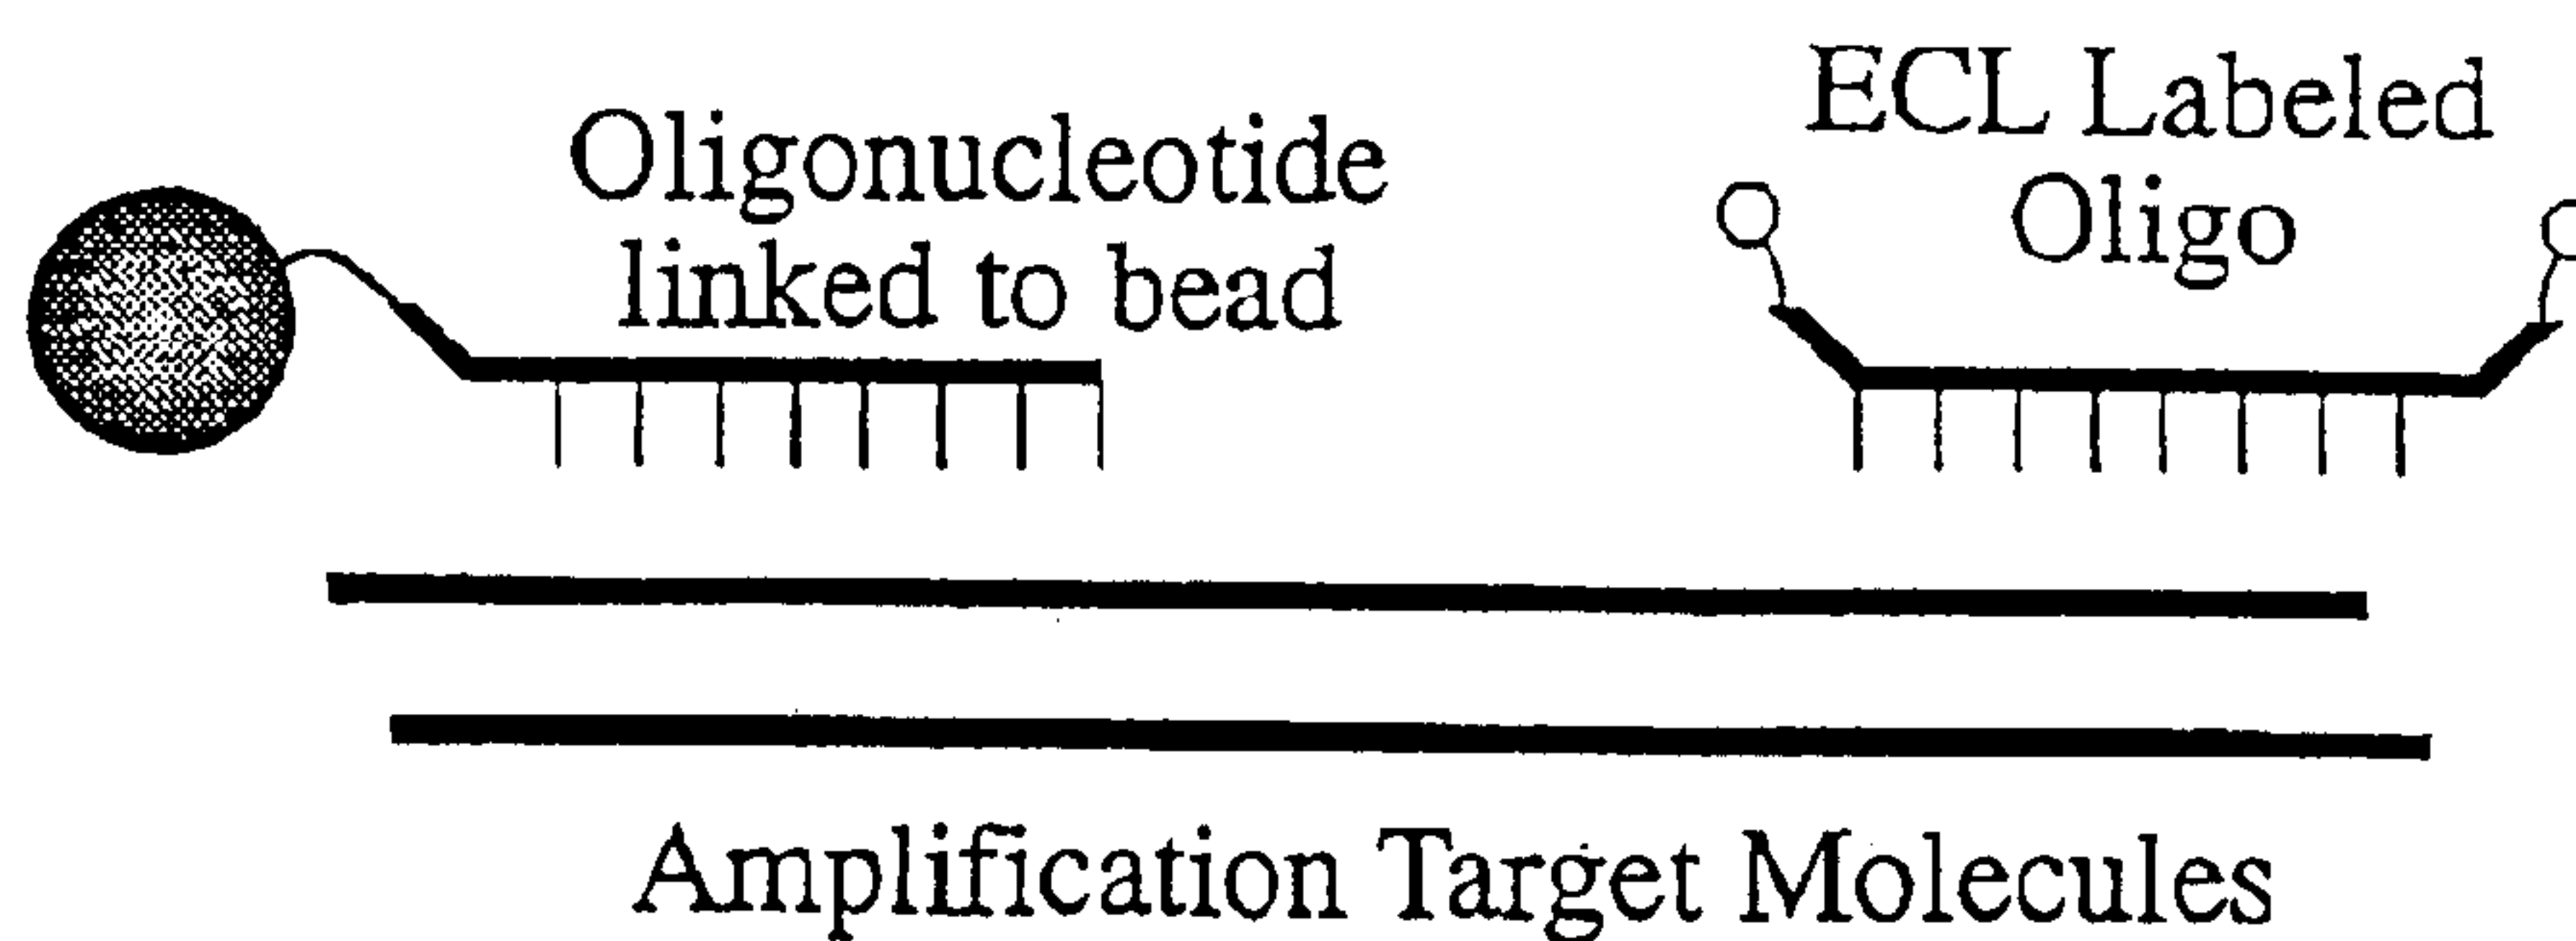 Oligonucleotide
linked to bead
ECL Labeled
Oligo
Amplification Target Molecules